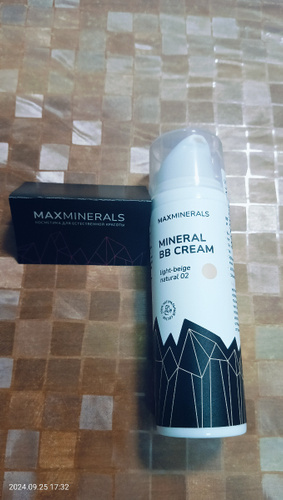 MAXMINERALS
MAXMINERALS
MINERAL
BB CREAM
light-beige
natural 02
2024.09.25 17:32